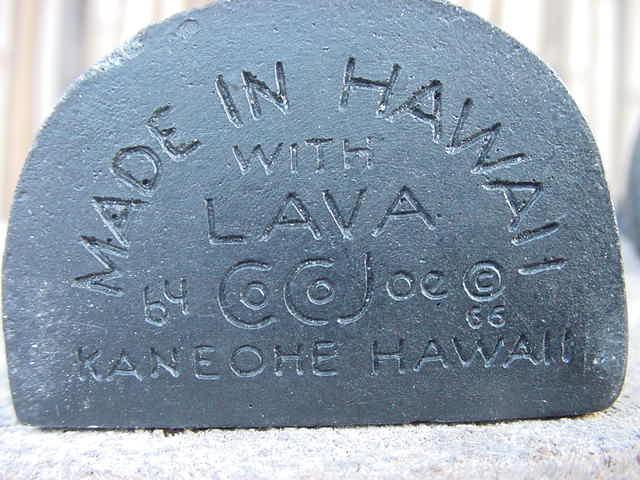 MADE IN HAWAII
WITH
LAVA
by COCO JOE ©
66
KANEOHE HAWAII